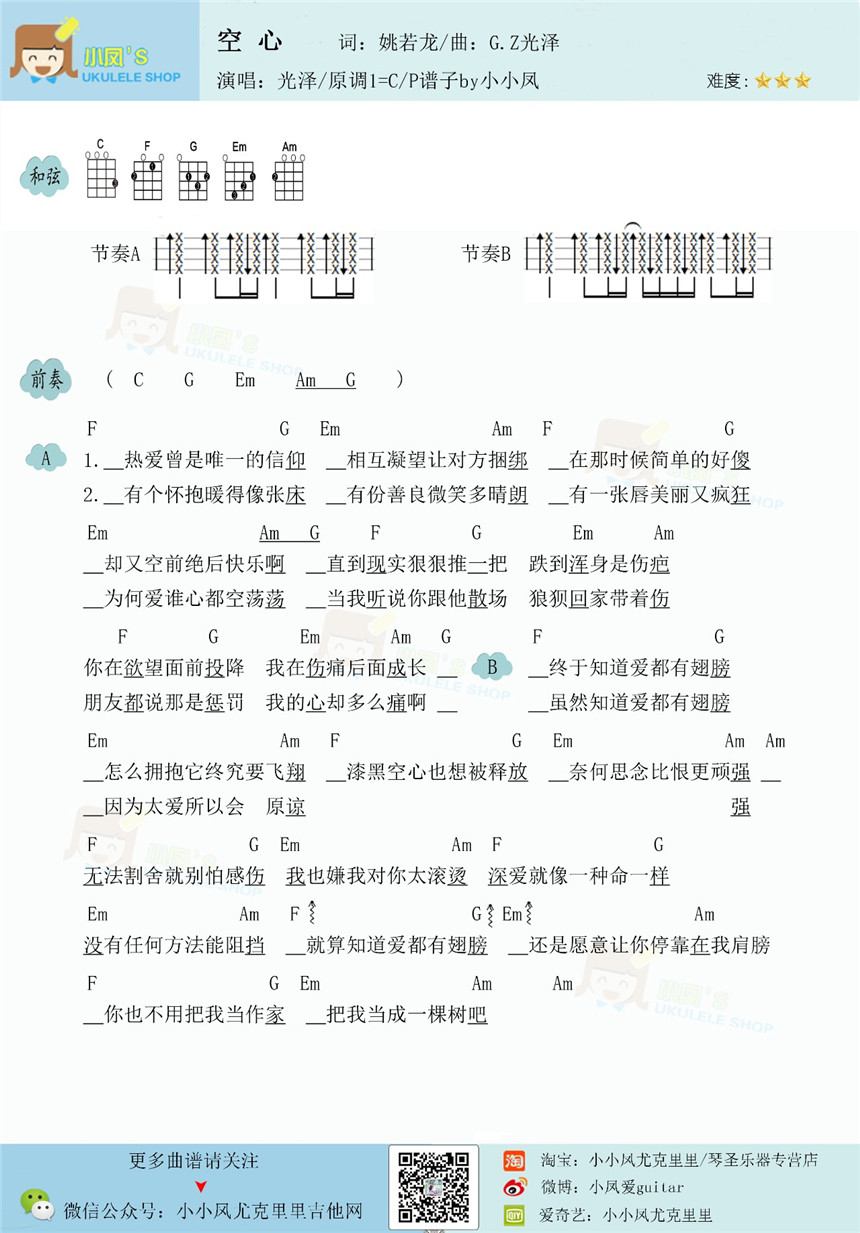 小凤'S
UKULELE SHOP
空 心 词：姚若龙/曲：G.Z光泽
演唱：光泽/原调1=C/P谱子by小小凤 难度：
和弦 C F G Em Am
节奏A 节奏B
前奏 ( C G Em Am G )
F G Em Am F G
A 1.__热爱曾是唯一的信仰 __相互凝望让对方捆绑 __在那时候简单的好傻
2.__有个怀抱暖得像张床 __有份善良微笑多晴朗 __有一张唇美丽又疯狂
Em Am G F G Em Am
__却又空前绝后快乐啊 __直到现实狠狠推一把 跌到浑身是伤疤
__为何爱谁心都空荡荡 __当我听说你跟他散场 狼狈回家带着伤
F G Em Am G F G
你在欲望面前投降 我在伤痛后面成长 __ B __终于知道爱都有翅膀
朋友都说那是惩罚 我的心却多么痛啊 __ __虽然知道爱都有翅膀
Em Am F G Em Am Am
__怎么拥抱它终究要飞翔 __漆黑空心也想被释放 __奈何思念比恨更顽强 __
__因为太爱所以会 原谅 强
F G Em Am F G
无法割舍就别怕感伤 我也嫌我对你太滚烫 深爱就像一种命一样
Em Am F G Em Am
没有任何方法能阻挡 __就算知道爱都有翅膀 __还是愿意让你停靠在我肩膀
F G Em Am Am
__你也不用把我当作家 __把我当成一棵树吧
更多曲谱请关注
微信公众号：小小凤尤克里里吉他网
淘 淘宝：小小凤尤克里里/琴圣乐器专营店
微博：小凤爱guitar
iQIYI 爱奇艺：小小凤尤克里里